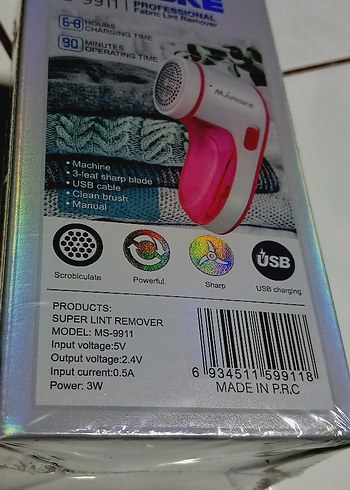 PROFESSIONAL
Fabric Lint Remover
6-8 HOURS
CHARGING TIME
90 MINUTES
OPERATING TIME
• Machine
• 3-leaf sharp blade
• USB cable
• Clean brush
• Manual
Scrobiculate
Powerful
Sharp
USB
USB charging
PRODUCTS:
SUPER LINT REMOVER
MODEL: MS-9911
Input voltage:5V
Output voltage:2.4V
Input current:0.5A
Power: 3W
6 934511 599118
MADE IN P.R.C